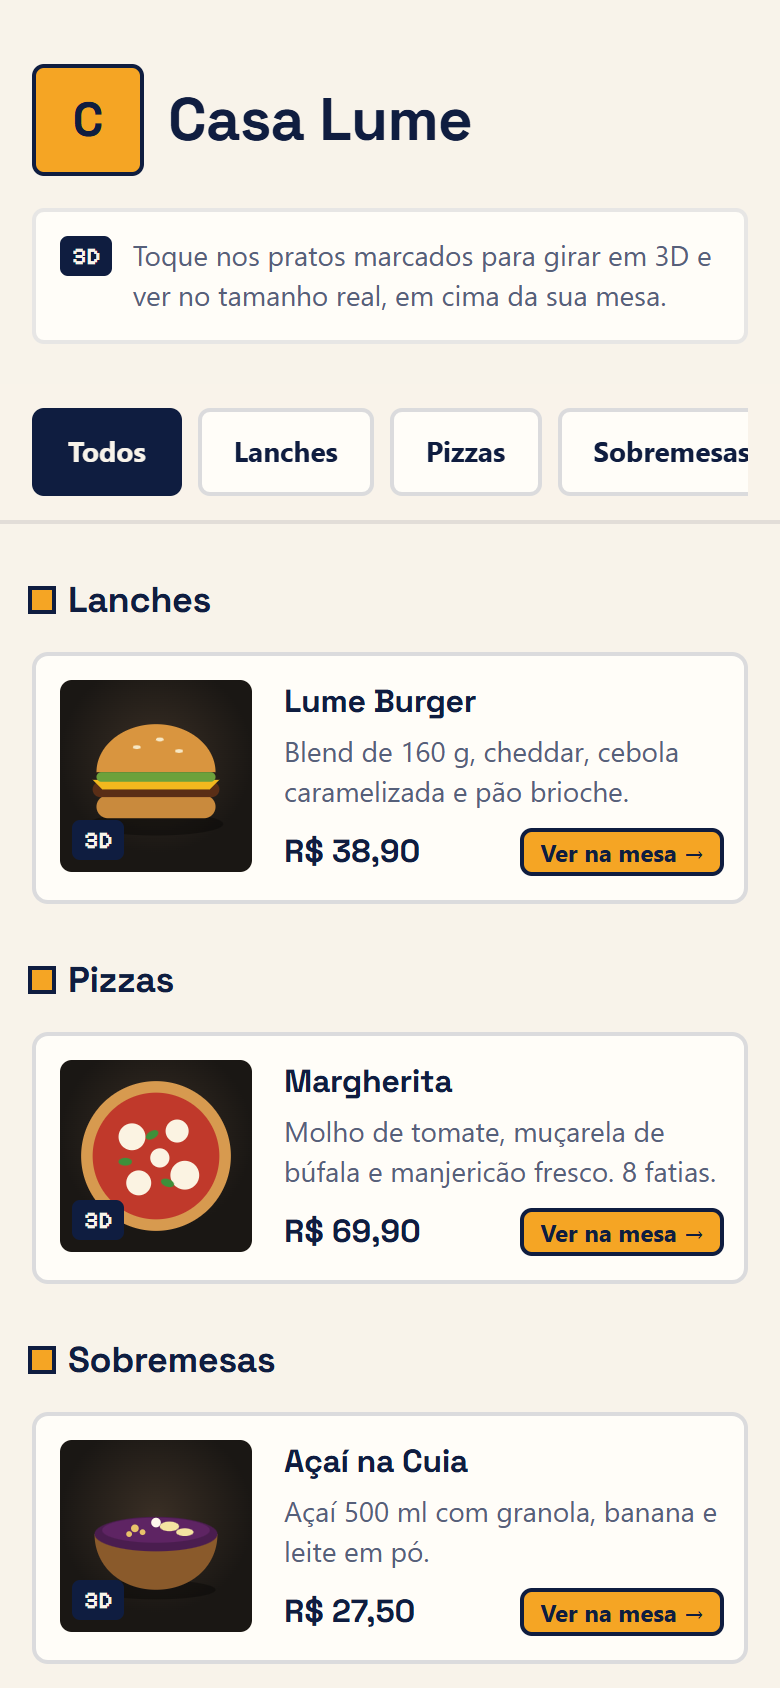 C
Casa Lume
3D
Toque nos pratos marcados para girar em 3D e
ver no tamanho real, em cima da sua mesa.
Todos
Lanches
Pizzas
Sobremesas
Lanches
Lume Burger
Blend de 160 g, cheddar, cebola
caramelizada e pão brioche.
3D
R$ 38,90
Ver na mesa →
Pizzas
Margherita
Molho de tomate, muçarela de
búfala e manjericão fresco. 8 fatias.
3D
R$ 69,90
Ver na mesa →
Sobremesas
Açaí na Cuia
Açaí 500 ml com granola, banana e
leite em pó.
3D
R$ 27,50
Ver na mesa →